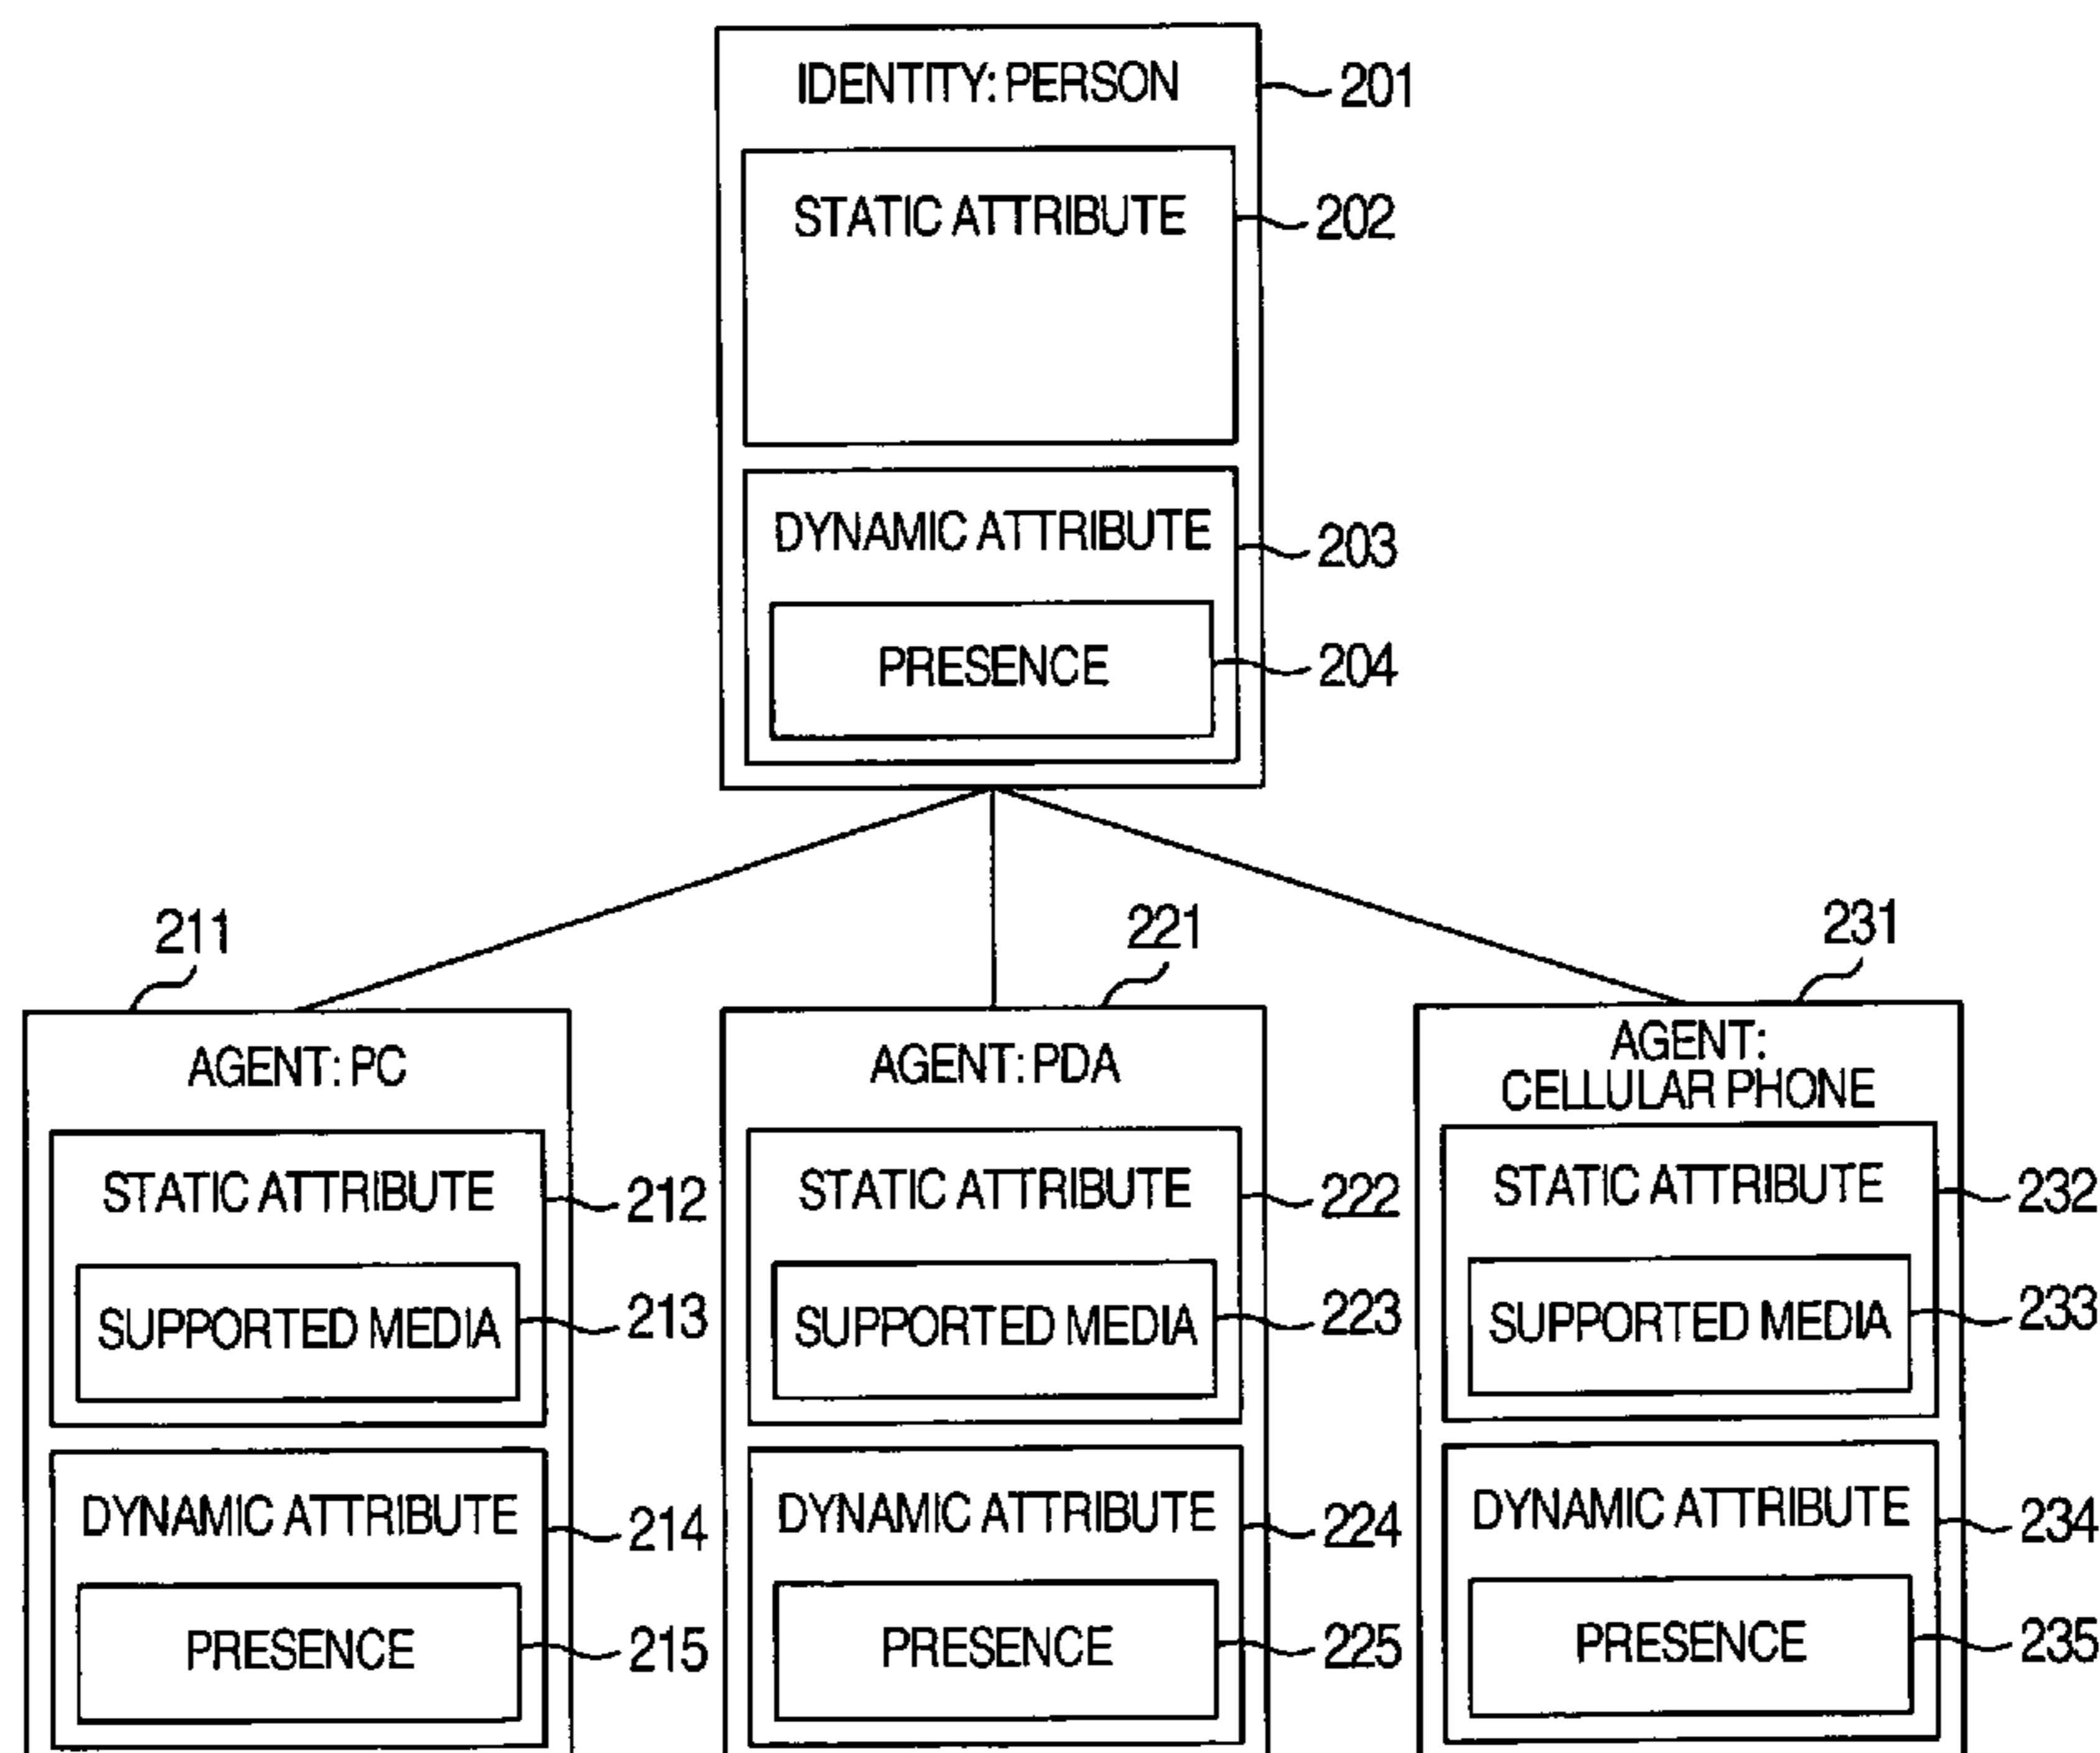 IDENTITY: PERSON
201
STATIC ATTRIBUTE
202
DYNAMIC ATTRIBUTE
203
PRESENCE
204
211
AGENT: PC
STATIC ATTRIBUTE
212
SUPPORTED MEDIA
213
DYNAMIC ATTRIBUTE
214
PRESENCE
215
221
AGENT: PDA
STATIC ATTRIBUTE
222
SUPPORTED MEDIA
223
DYNAMIC ATTRIBUTE
224
PRESENCE
225
231
AGENT:
CELLULAR PHONE
STATIC ATTRIBUTE
232
SUPPORTED MEDIA
233
DYNAMIC ATTRIBUTE
234
PRESENCE
235